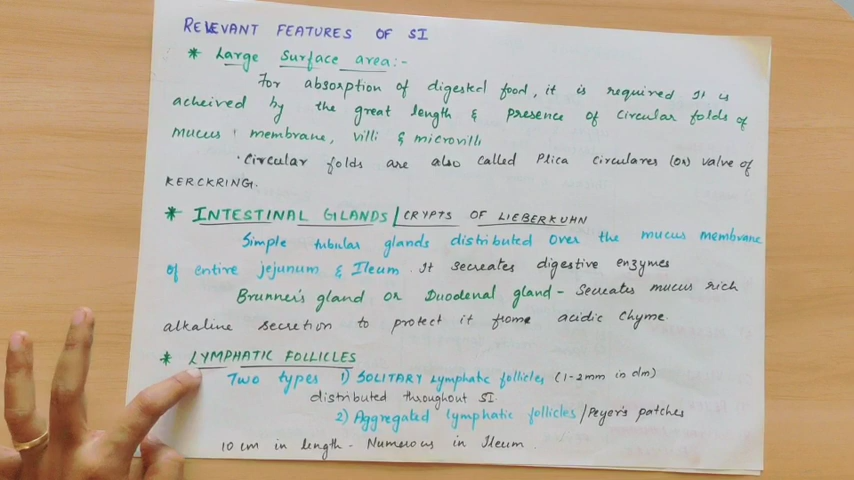 RELEVANT FEATURES OF SI
* Large Surface area:-
For absorption of digested food, it is required It is
acheived by the great length & presence of circular folds of
mucus membrane, villi & microvilli
Circular folds are also called Plica circulares (or) valve of
KERCKRING.
* INTESTINAL GLANDS/CRYPTS OF LIEBERKUHN
Simple tubular glands distributed over the mucus membrane
of entire jejunum & Ileum. It secreates digestive enzymes
Brunner's gland or Duodenal gland - Secreates mucus rich
alkaline secretion to protect it frome acidic chyme.
* LYMPHATIC FOLLICLES
Two types 1) SOLITARY lymphatic follicles (1-2mm in dm)
distributed throughout SI.
2) Aggregated lymphatic follicles/Peyer's patches
10 cm in length - Numerous in Ileum.